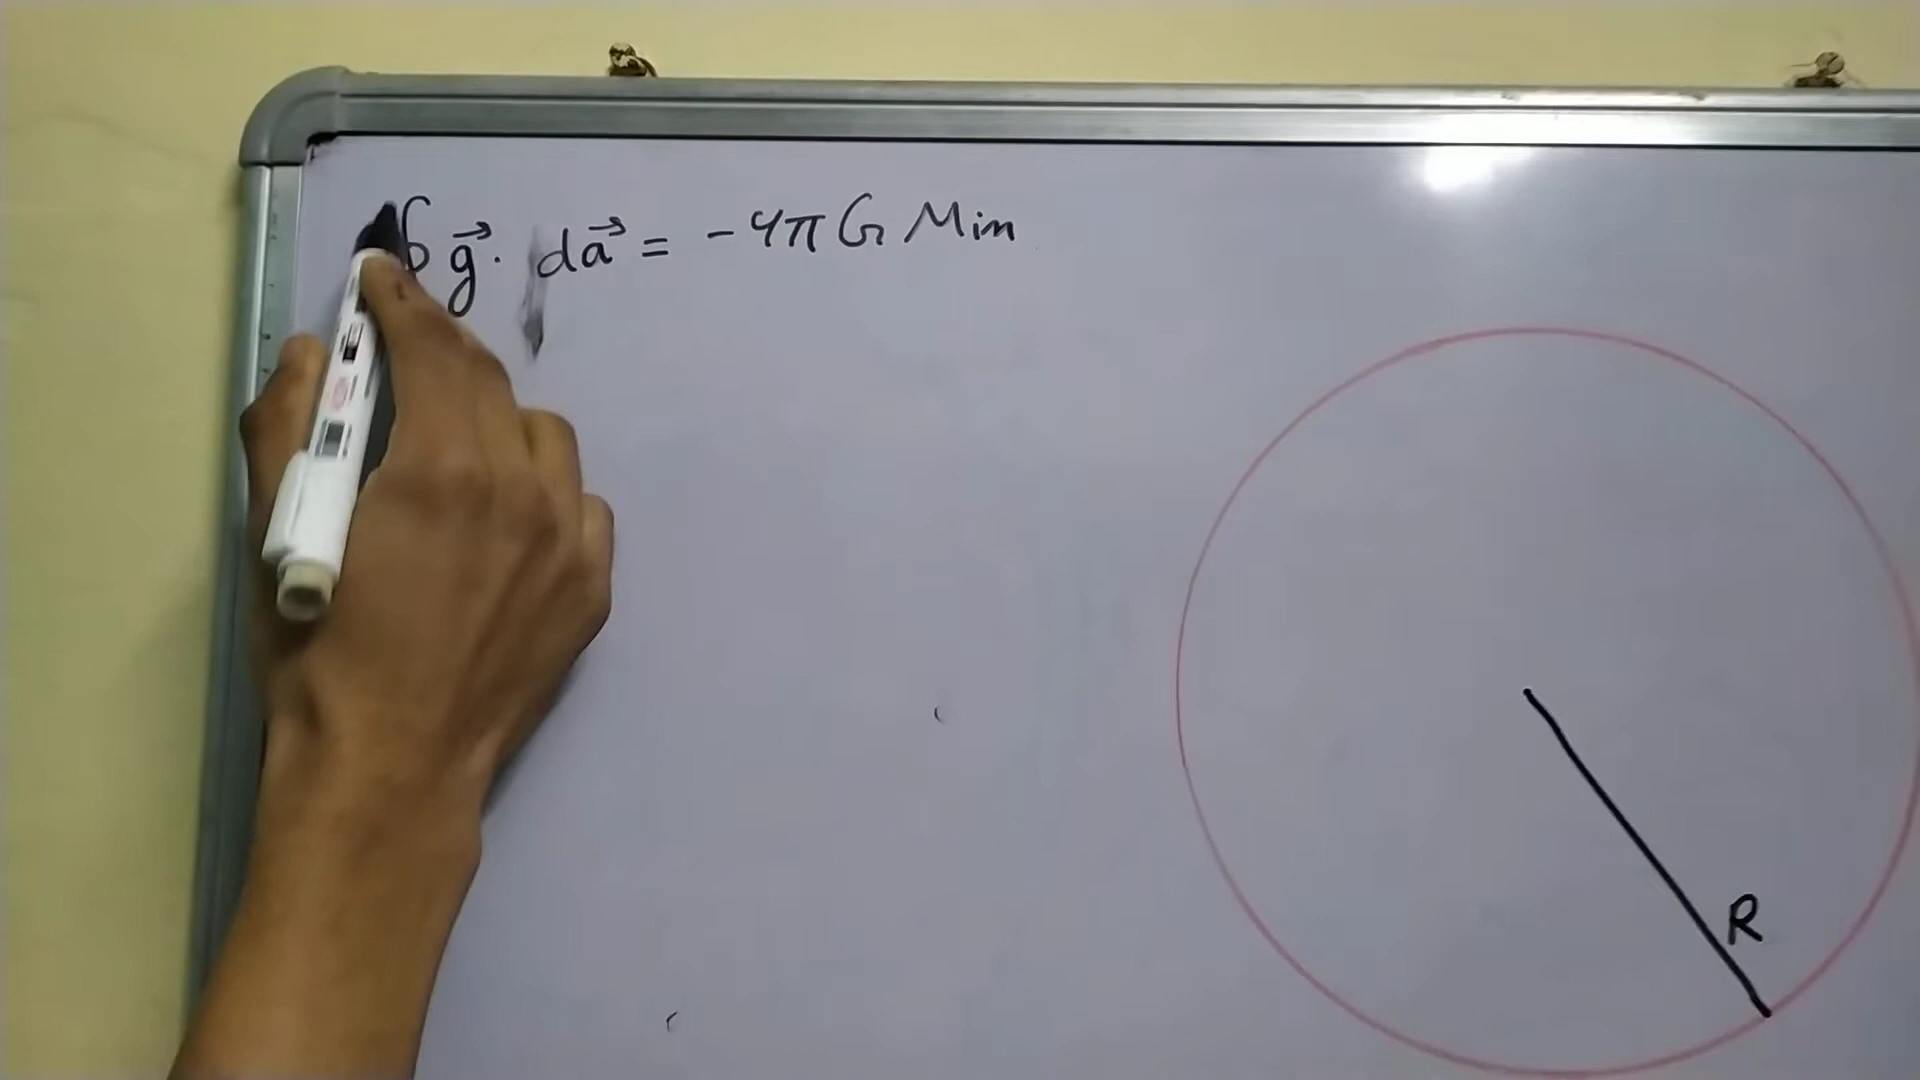 ∮ g⃗ · da⃗ = -4π G Min
R